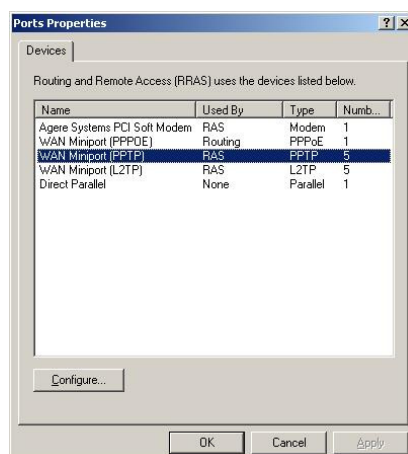 Ports Properties
Devices
Routing and Remote Access (RRAS) uses the devices listed below.
Name Used By Type Numb...
Agere Systems PCI Soft Modem RAS Modem 1
WAN Miniport (PPPOE) Routing PPPoE 1
WAN Miniport (PPTP) RAS PPTP 5
WAN Miniport (L2TP) RAS L2TP 5
Direct Parallel None Parallel 1
Configure...
OK Cancel Apply